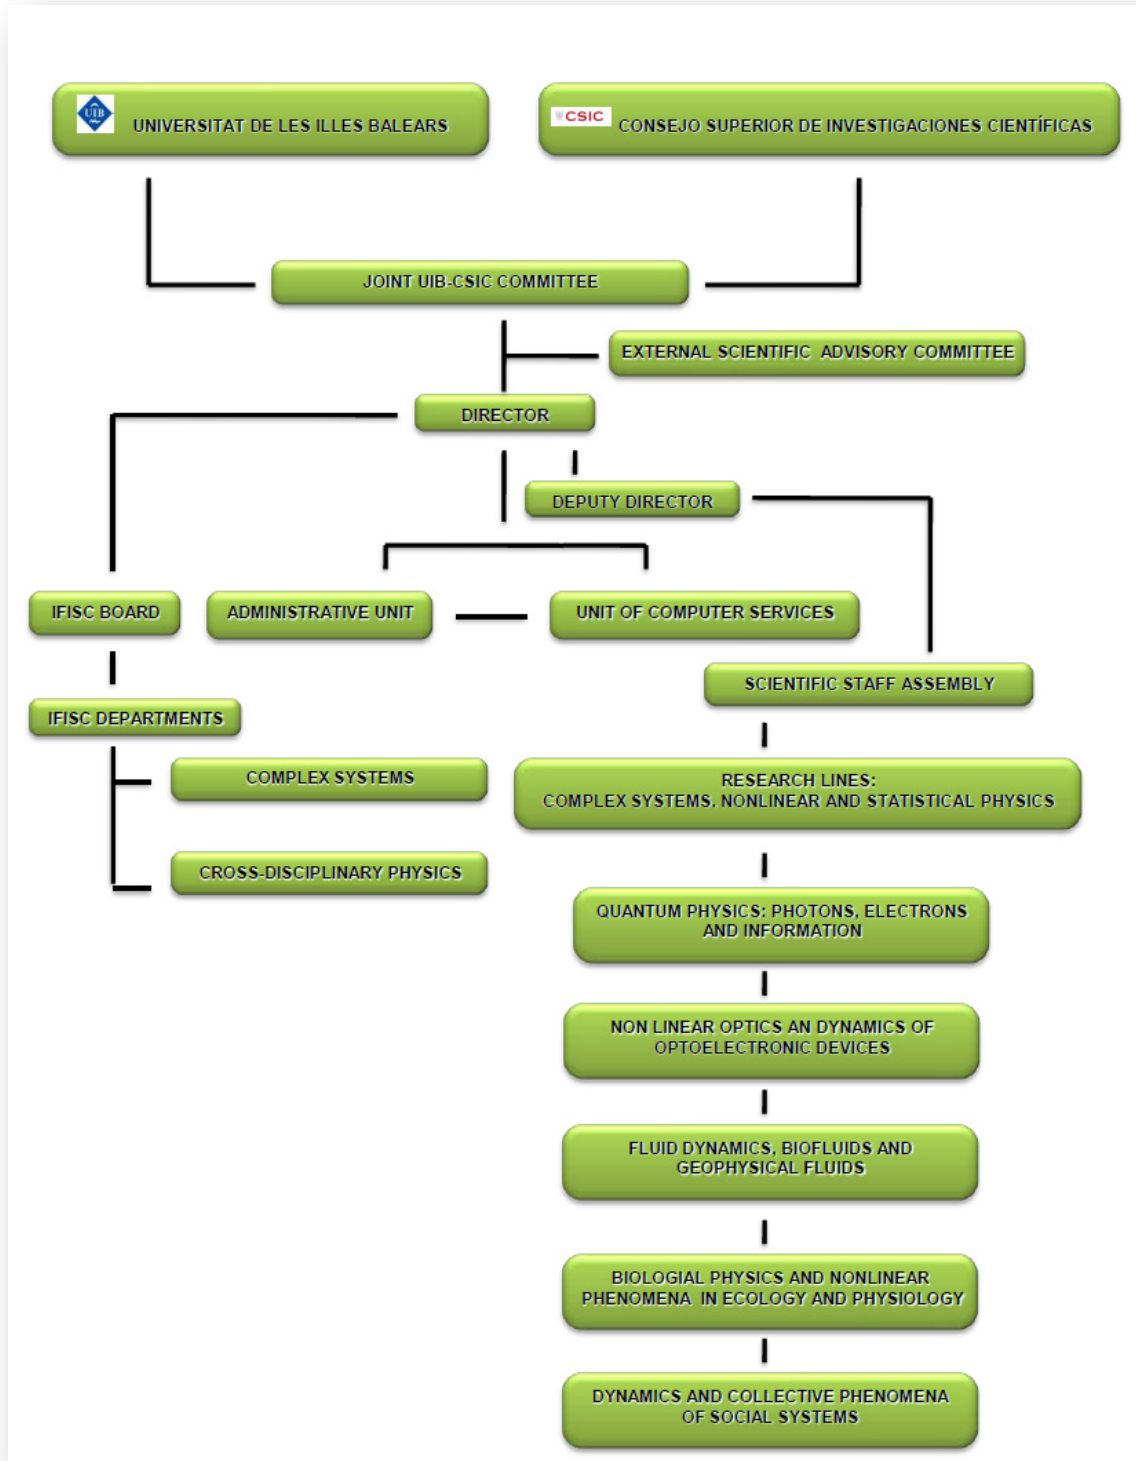 UIB
UNIVERSITAT DE LES ILLES BALEARS
CSIC
CONSEJO SUPERIOR DE INVESTIGACIONES CIENTÍFICAS
JOINT UIB-CSIC COMMITTEE
EXTERNAL SCIENTIFIC ADVISORY COMMITTEE
DIRECTOR
DEPUTY DIRECTOR
IFISC BOARD
ADMINISTRATIVE UNIT
UNIT OF COMPUTER SERVICES
SCIENTIFIC STAFF ASSEMBLY
IFISC DEPARTMENTS
COMPLEX SYSTEMS
CROSS-DISCIPLINARY PHYSICS
RESEARCH LINES:
COMPLEX SYSTEMS. NONLINEAR AND STATISTICAL PHYSICS
QUANTUM PHYSICS: PHOTONS, ELECTRONS
AND INFORMATION
NON LINEAR OPTICS AN DYNAMICS OF
OPTOELECTRONIC DEVICES
FLUID DYNAMICS, BIOFLUIDS AND
GEOPHYSICAL FLUIDS
BIOLOGIAL PHYSICS AND NONLINEAR
PHENOMENA IN ECOLOGY AND PHYSIOLOGY
DYNAMICS AND COLLECTIVE PHENOMENA
OF SOCIAL SYSTEMS